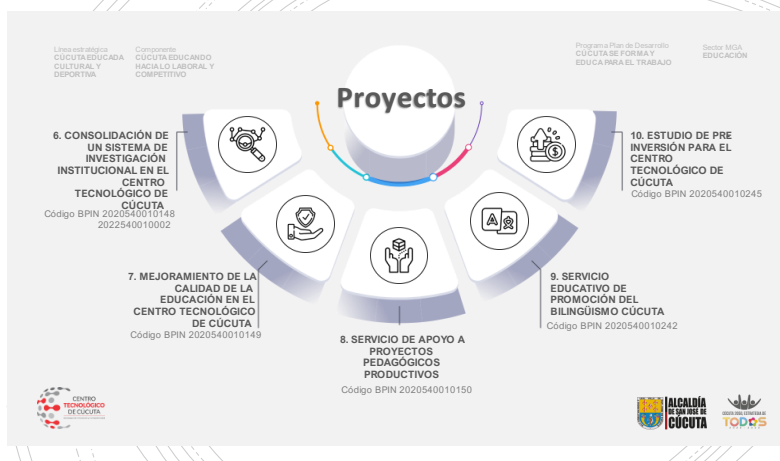 Línea estratégica
CÚCUTA EDUCADA
CULTURAL Y
DEPORTIVA
Componente
CÚCUTA EDUCANDO
HACIA LO LABORAL Y
COMPETITIVO
Programa Plan de Desarrollo
CÚCUTA SE FORMA Y
EDUCA PARA EL TRABAJO
Sector MGA
EDUCACIÓN
Proyectos
6. CONSOLIDACIÓN DE
UN SISTEMA DE
INVESTIGACIÓN
INSTITUCIONAL EN EL
CENTRO
TECNOLÓGICO DE
CÚCUTA
Código BPIN 2020540010148
2022540010002
7. MEJORAMIENTO DE LA
CALIDAD DE LA
EDUCACIÓN EN EL
CENTRO TECNOLÓGICO
DE CÚCUTA
Código BPIN 2020540010149
8. SERVICIO DE APOYO A
PROYECTOS
PEDAGÓGICOS
PRODUCTIVOS
Código BPIN 2020540010150
9. SERVICIO
EDUCATIVO DE
PROMOCIÓN DEL
BILINGÜISMO CÚCUTA
Código BPIN 2020540010242
10. ESTUDIO DE PRE
INVERSIÓN PARA EL
CENTRO
TECNOLÓGICO DE
CÚCUTA
Código BPIN 2020540010245
CENTRO
TECNOLÓGICO
DE CÚCUTA
ALCALDÍA
DE SAN JOSÉ DE
CÚCUTA
TODOS